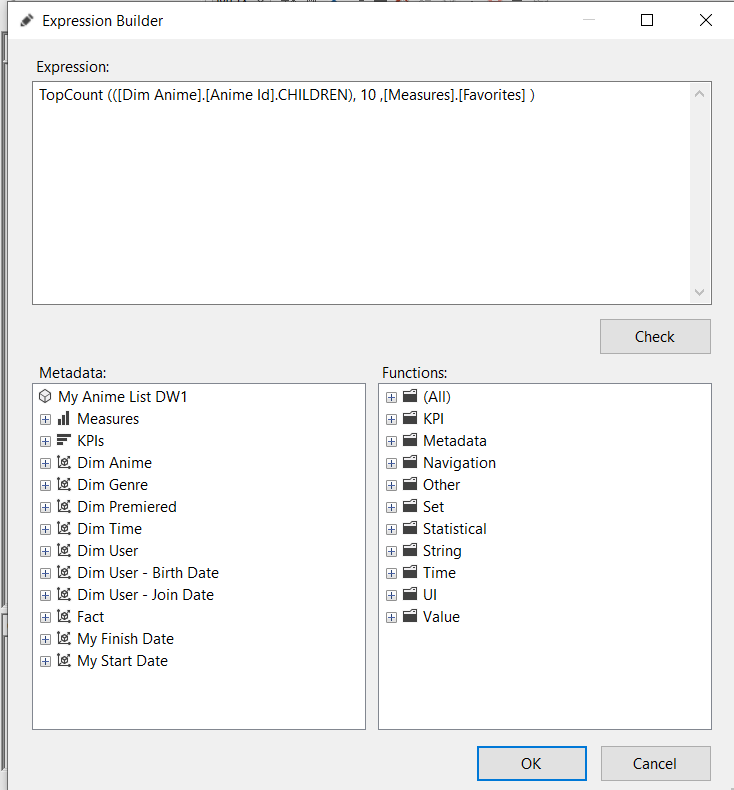 Expression Builder
Expression:
TopCount (([Dim Anime].[Anime Id].CHILDREN), 10 ,[Measures].[Favorites] )
Check
Metadata:
My Anime List DW1
Measures
KPIs
Dim Anime
Dim Genre
Dim Premiered
Dim Time
Dim User
Dim User - Birth Date
Dim User - Join Date
Fact
My Finish Date
My Start Date
Functions:
(All)
KPI
Metadata
Navigation
Other
Set
Statistical
String
Time
UI
Value
OK
Cancel